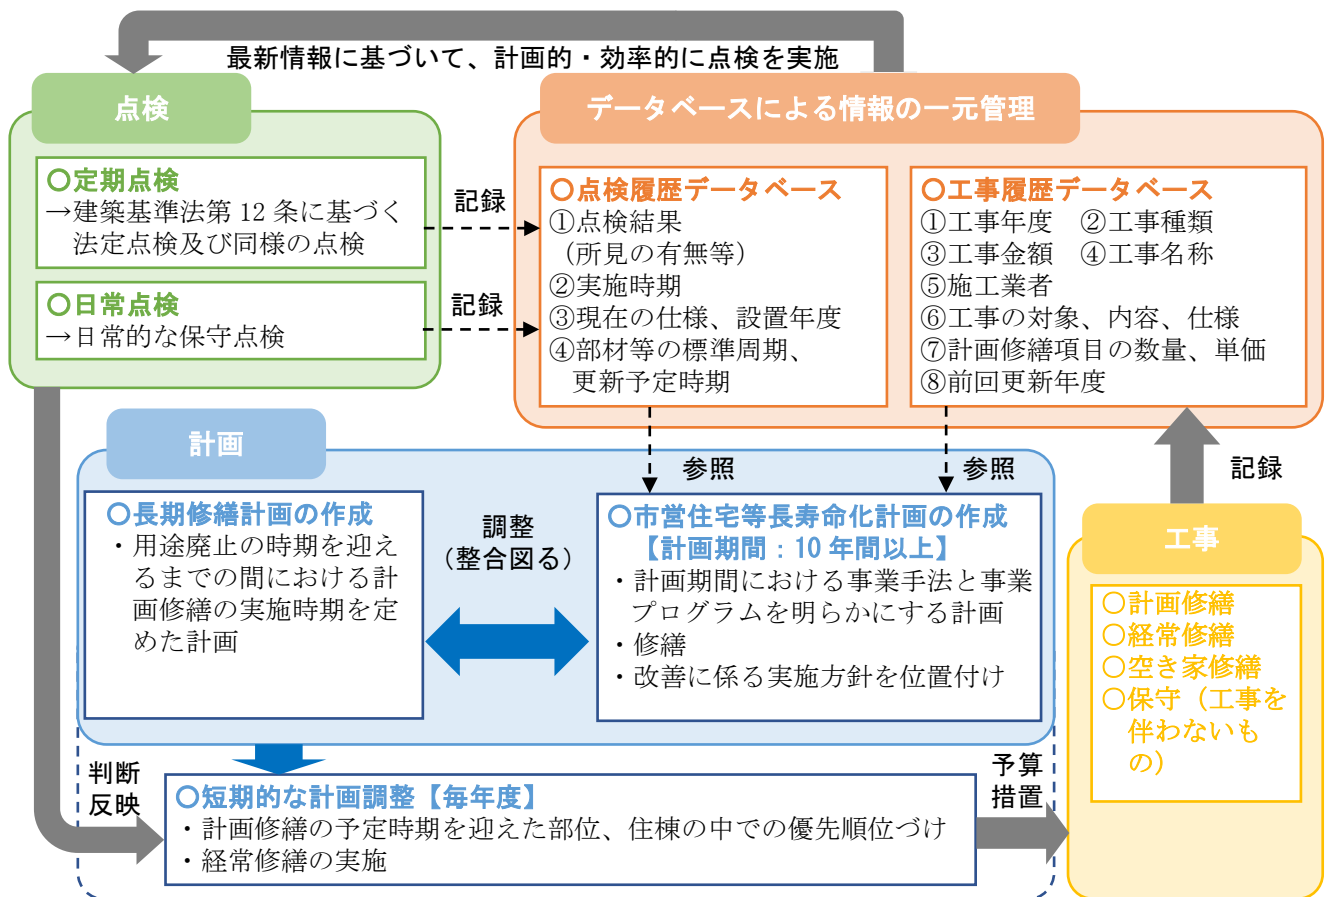 最新情報に基づいて、計画的・効率的に点検を実施
点検
○定期点検
→建築基準法第12条に基づく
法定点検及び同様の点検
○日常点検
→日常的な保守点検
記録
記録
データベースによる情報の一元管理
○点検履歴データベース
①点検結果
（所見の有無等）
②実施時期
③現在の仕様、設置年度
④部材等の標準周期、
更新予定時期
○工事履歴データベース
①工事年度　②工事種類
③工事金額　④工事名称
⑤施工業者
⑥工事の対象、内容、仕様
⑦計画修繕項目の数量、単価
⑧前回更新年度
参照
参照
記録
計画
○長期修繕計画の作成
・用途廃止の時期を迎え
るまでの間における計
画修繕の実施時期を定
めた計画
調整
（整合図る）
○市営住宅等長寿命化計画の作成
【計画期間：10年間以上】
・計画期間における事業手法と事業
プログラムを明らかにする計画
・修繕
・改善に係る実施方針を位置付け
工事
○計画修繕
○経常修繕
○空き家修繕
○保守（工事を
伴わないも
の）
判断
反映
○短期的な計画調整【毎年度】
・計画修繕の予定時期を迎えた部位、住棟の中での優先順位づけ
・経常修繕の実施
予算
措置